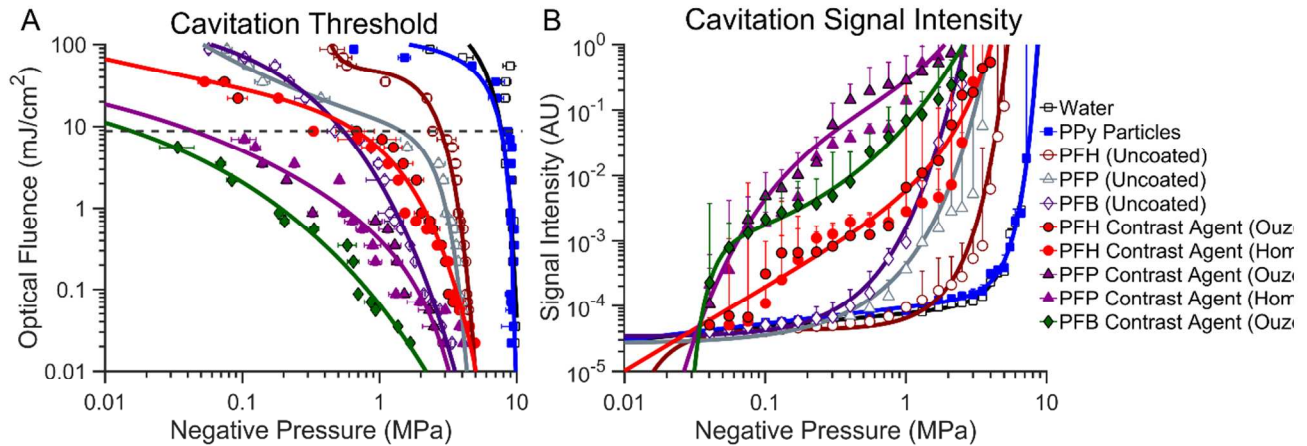 A
Cavitation Threshold
Optical Fluence (mJ/cm²)
100
10
1
0.1
0.01
0.01
0.1
1
10
Negative Pressure (MPa)
B
Cavitation Signal Intensity
Signal Intensity (AU)
10⁰
10⁻¹
10⁻²
10⁻³
10⁻⁴
10⁻⁵
0.01
0.1
1
10
Negative Pressure (MPa)
Water
PPy Particles
PFH (Uncoated)
PFP (Uncoated)
PFB (Uncoated)
PFH Contrast Agent (Ouz
PFH Contrast Agent (Hom
PFP Contrast Agent (Ouz
PFP Contrast Agent (Hom
PFB Contrast Agent (Ouz